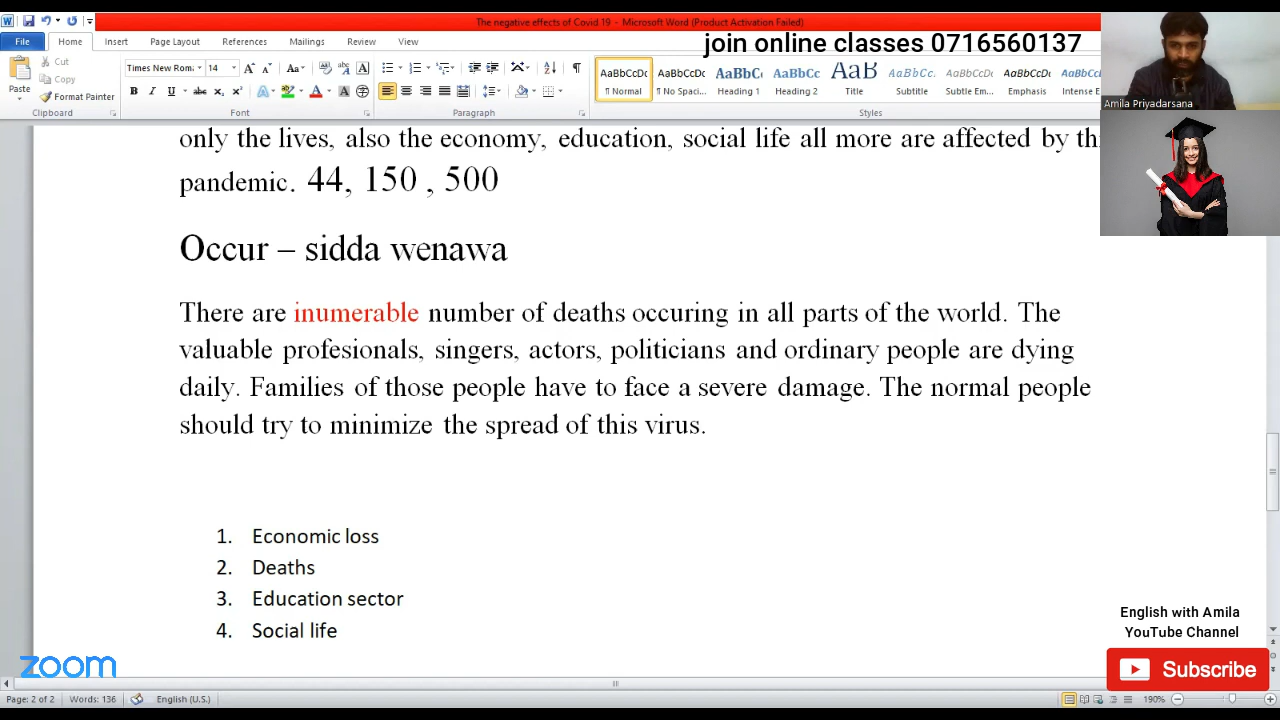 The negative effects of Covid 19 - Microsoft Word (Product Activation Failed)
File Home Insert Page Layout References Mailings Review View
join online classes 0716560137
Cut
Copy
Format Painter
Paste
Times New Rom 14
AaBbCcDc AaBbCcDc AaBbC AaBbCc AaB AaBbCc. AaBbCcDc AaBbCcDc AaBbCcDc
¶ Normal ¶ No Spaci... Heading 1 Heading 2 Title Subtitle Subtle Em... Emphasis Intense E
Clipboard Font Paragraph Styles
Amila Priyadarsana
only the lives, also the economy, education, social life all more are affected by thi
pandemic. 44, 150 , 500
Occur – sidda wenawa
There are inumerable number of deaths occuring in all parts of the world. The
valuable profesionals, singers, actors, politicians and ordinary people are dying
daily. Families of those people have to face a severe damage. The normal people
should try to minimize the spread of this virus.
1. Economic loss
2. Deaths
3. Education sector
4. Social life
English with Amila
YouTube Channel
Subscribe
zoom
Page: 2 of 2 Words: 136 English (U.S.) 190%